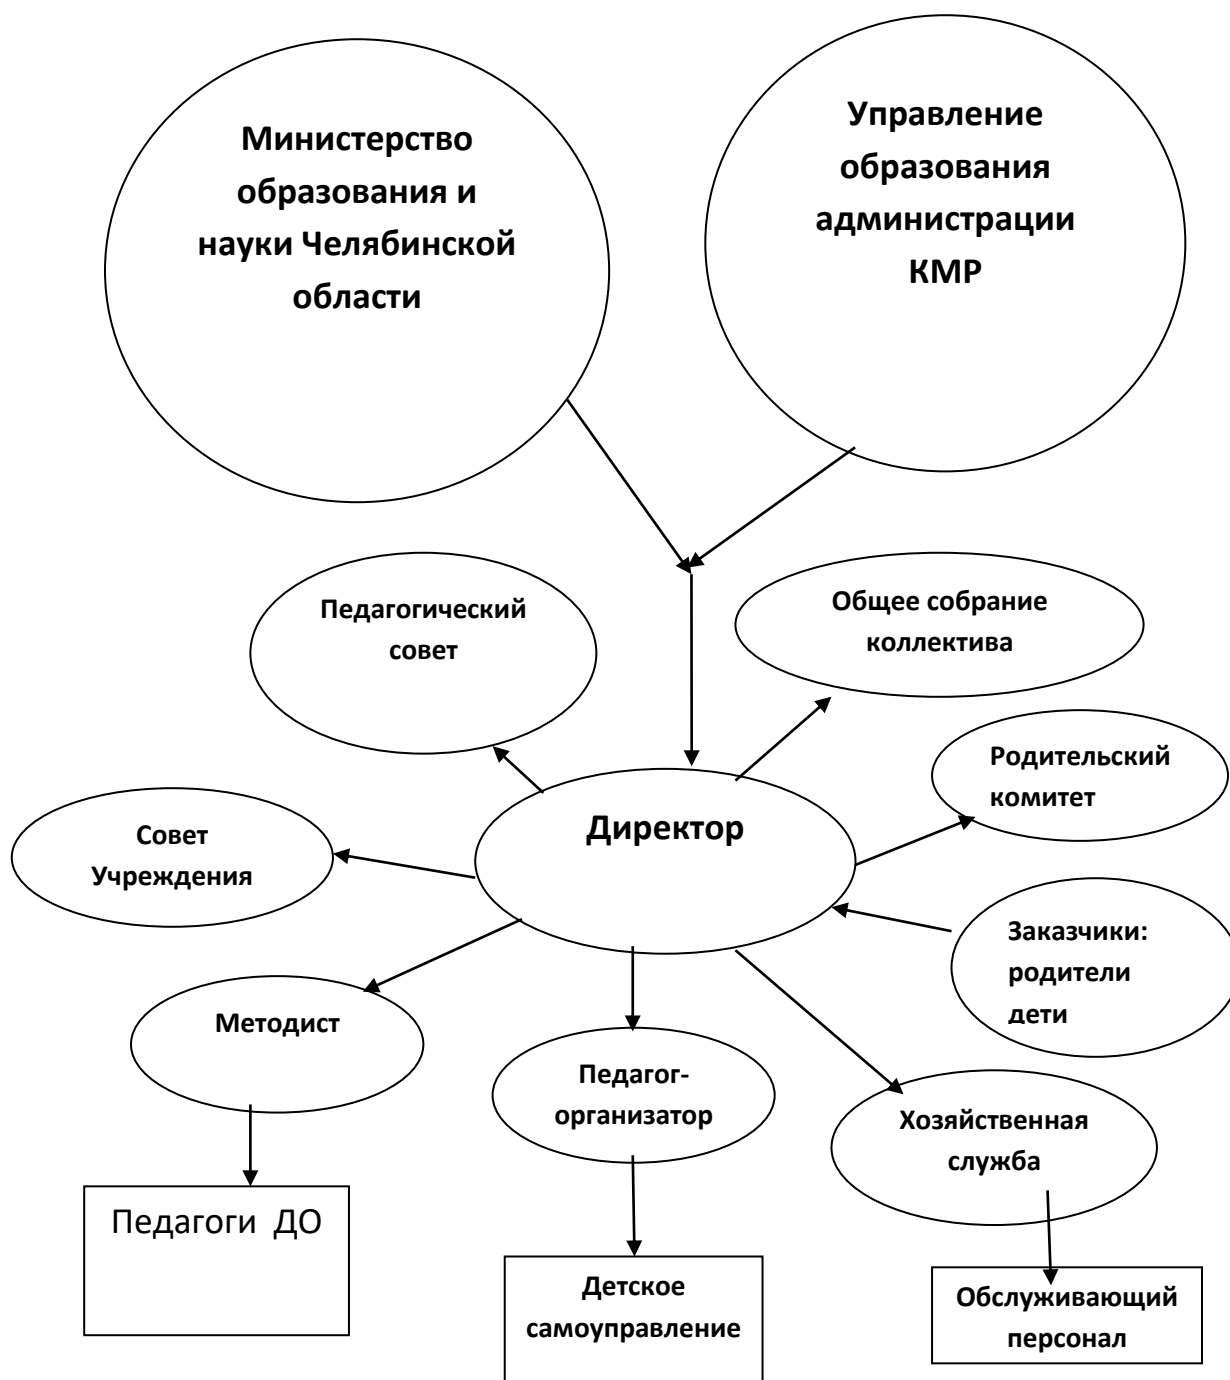 Министерство
образования и
науки Челябинской
области
Управление
образования
администрации
КМР
Педагогический
совет
Общее собрание
коллектива
Родительский
комитет
Директор
Совет
Учреждения
Заказчики:
родители
дети
Методист
Педагог-
организатор
Хозяйственная
служба
Педагоги ДО
Детское
самоуправление
Обслуживающий
персонал